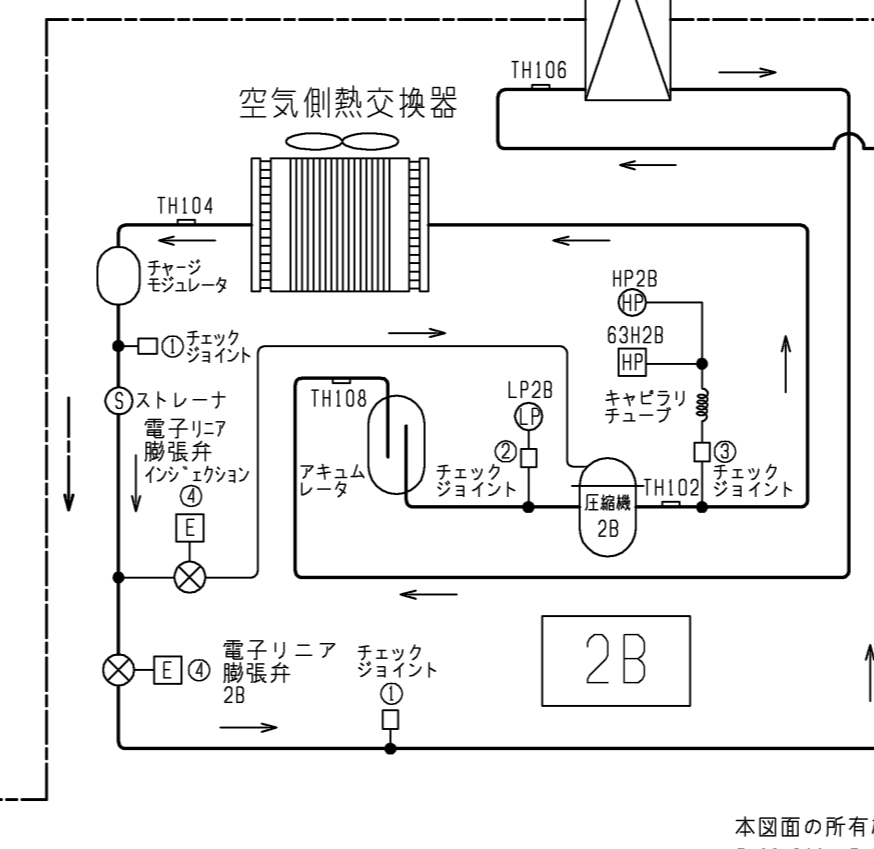 TH106
空気側熱交換器
TH104
チャージ
モジュレータ
HP2B
HP
63H2B
HP
①チェック
ジョイント
TH108
LP2B
LP
キャピラリ
チューブ
Sストレーナ
電子リニア
膨張弁
インジェクション
④
E
アキュム
レータ
②
チェック
ジョイント
③
チェック
ジョイント
TH102
圧縮機
2B
E ④
電子リニア
膨張弁
2B
チェック
ジョイント
①
2B
本図面の所有